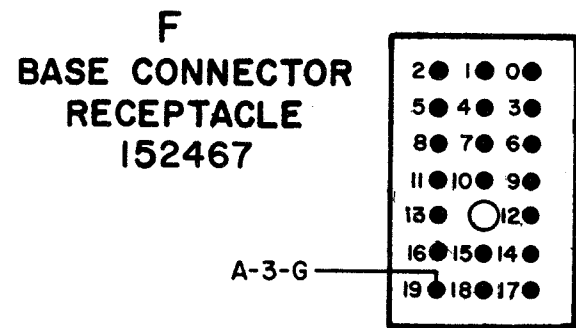 F
BASE CONNECTOR
RECEPTACLE
152467
2 1 0
5 4 3
8 7 6
11 10 9
13 12
16 15 14
A-3-G
19 18 17